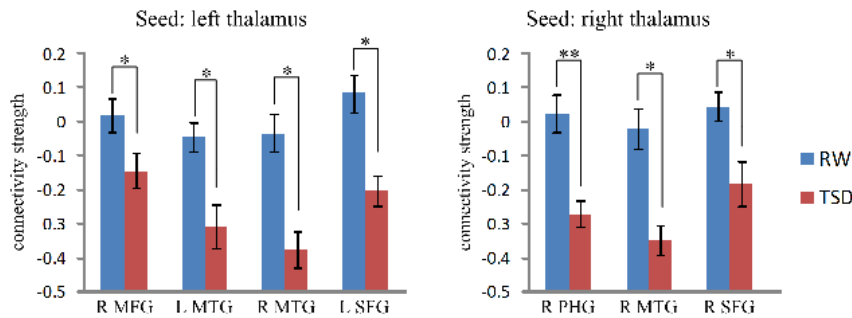 Seed: left thalamus
connectivity strength
0.2
0.1
0
-0.1
-0.2
0.3
-0.4
-0.5
*
*
*
*
R MFG L MTG R MTG L SFG
Seed: right thalamus
connectivity strength
0.2
0.1
0
-0.1
-0.2
-0.3
-0.4
-0.5
**
*
*
R PHG R MTG R SFG
RW
TSD